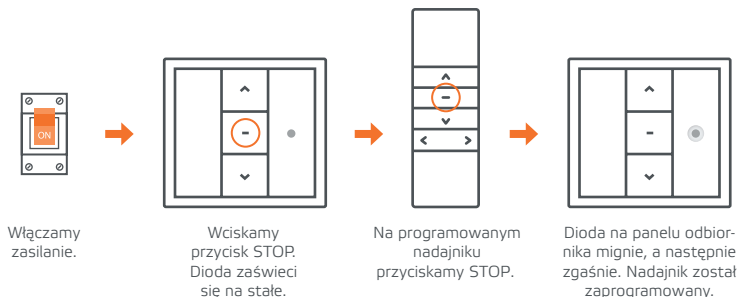 ON
Włączamy
zasilanie.
Wciskamy
przycisk STOP.
Dioda zaświeci
się na stałe.
Na programowanym
nadajniku
przyciskamy STOP.
Dioda na panelu odbior-
nika mignie, a następnie
zgaśnie. Nadajnik został
zaprogramowany.